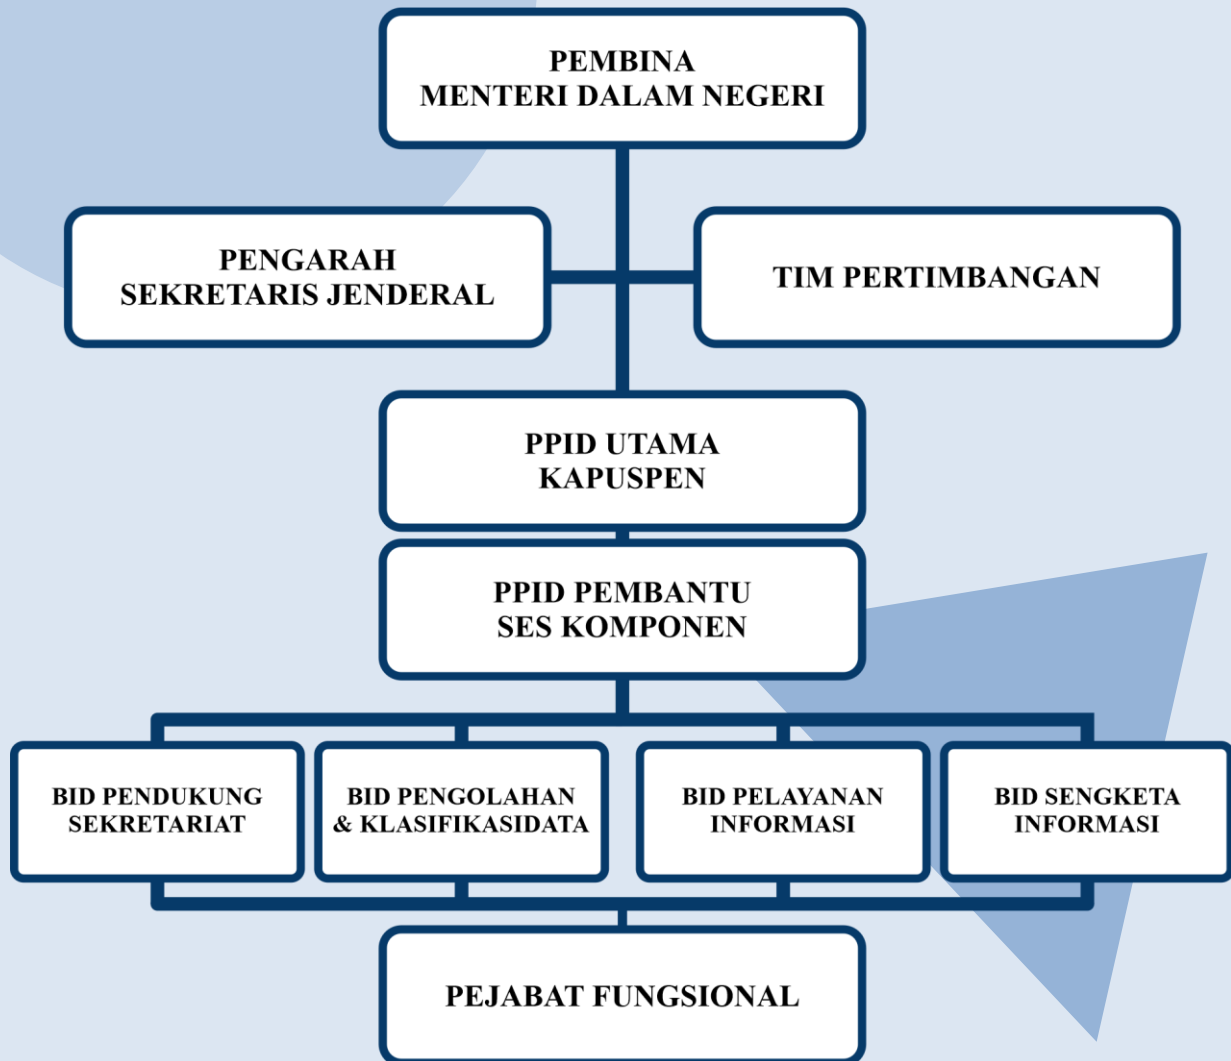 PEMBINA
MENTERI DALAM NEGERI
PENGARAH
SEKRETARIS JENDERAL
TIM PERTIMBANGAN
PPID UTAMA
KAPUSPEN
PPID PEMBANTU
SES KOMPONEN
BID PENDUKUNG
SEKRETARIAT
BID PENGOLAHAN
& KLASIFIKASIDATA
BID PELAYANAN
INFORMASI
BID SENGKETA
INFORMASI
PEJABAT FUNGSIONAL